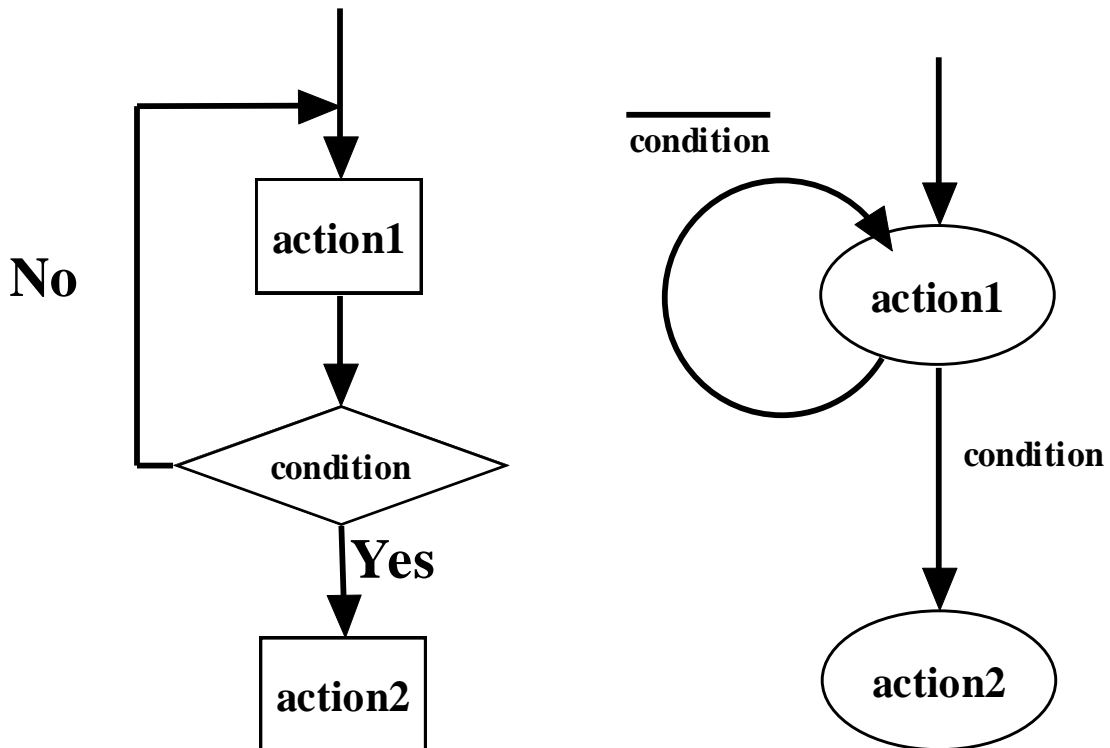 No
action1
condition
Yes
action2
condition
action1
condition
action2